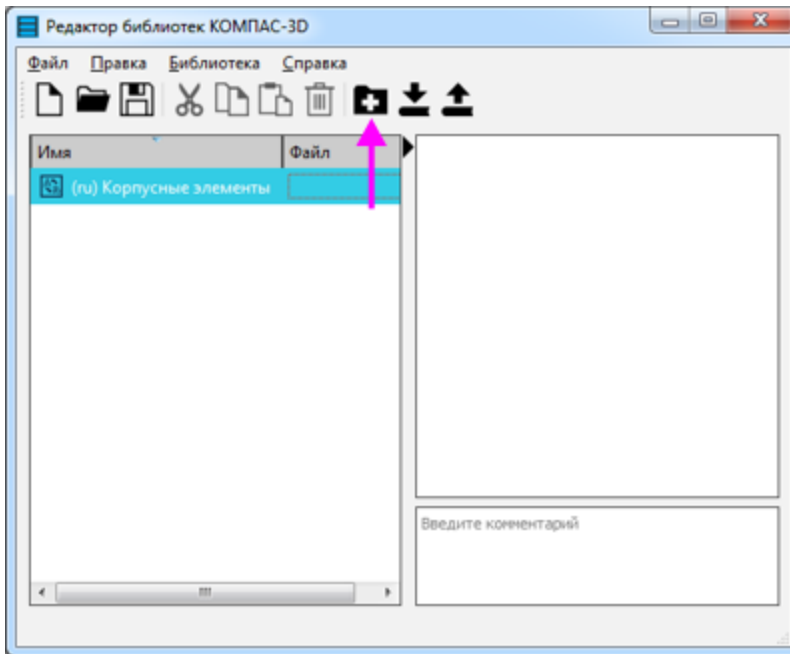 Редактор библиотек КОМПАС-3D
Файл Правка Библиотека Справка
Имя Файл
(ru) Корпусные элементы
Введите комментарий